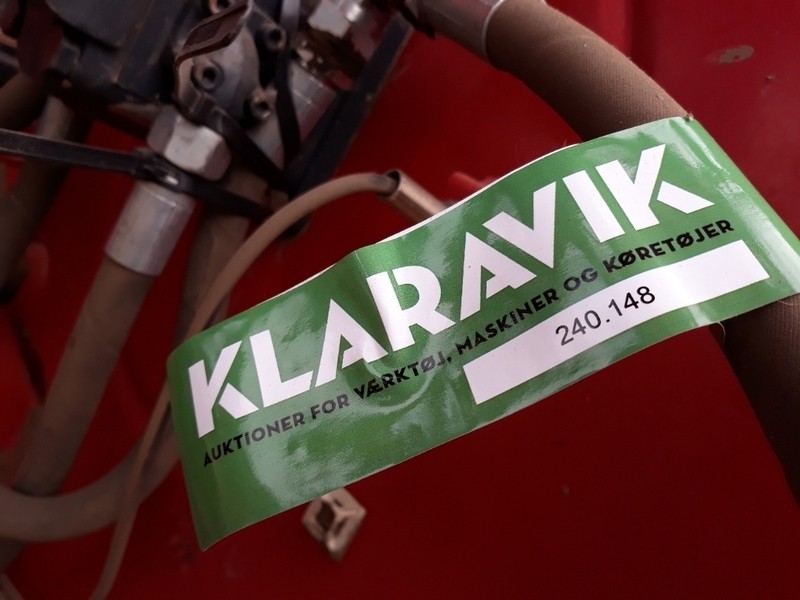 KLARAVIK
AUKTIONER FOR VÆRKTØJ, MASKINER OG KØRETØJER
240.148